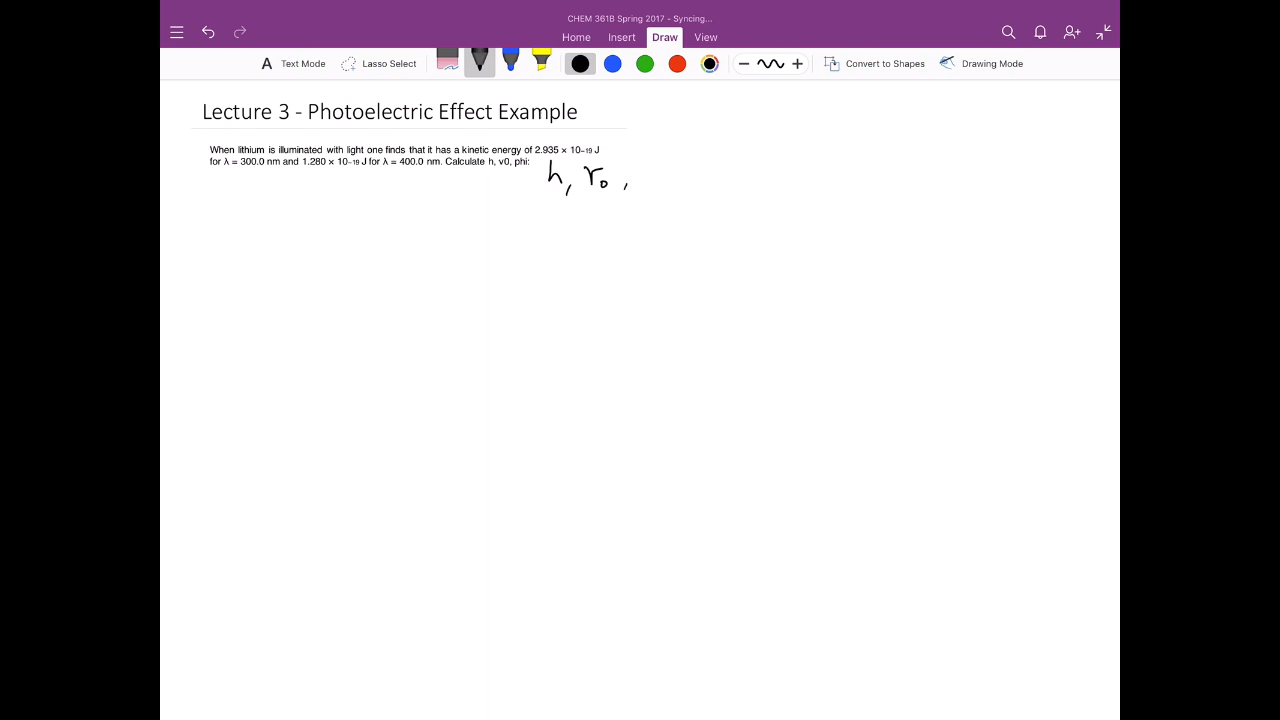 CHEM 361B Spring 2017 - Syncing...
Home Insert Draw View
A Text Mode Lasso Select Convert to Shapes Drawing Mode
Lecture 3 - Photoelectric Effect Example
When lithium is illuminated with light one finds that it has a kinetic energy of 2.935 × 10−19 J
for λ = 300.0 nm and 1.280 × 10−19 J for λ = 400.0 nm. Calculate h, v0, phi:
h, r₀ ,